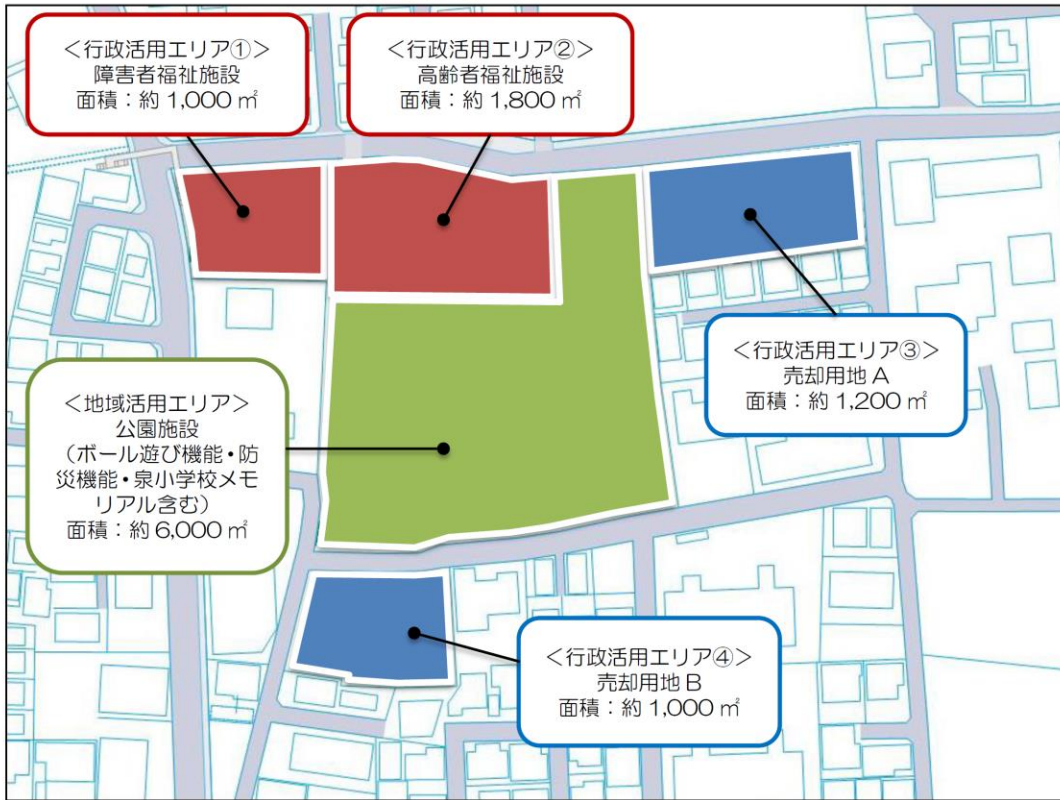 ＜行政活用エリア①＞
障害者福祉施設
面積：約 1,000 ㎡
＜行政活用エリア②＞
高齢者福祉施設
面積：約 1,800 ㎡
＜行政活用エリア③＞
売却用地 A
面積：約 1,200 ㎡
＜地域活用エリア＞
公園施設
（ボール遊び機能・防
災機能・泉小学校メモ
リアル含む）
面積：約 6,000 ㎡
＜行政活用エリア④＞
売却用地 B
面積：約 1,000 ㎡